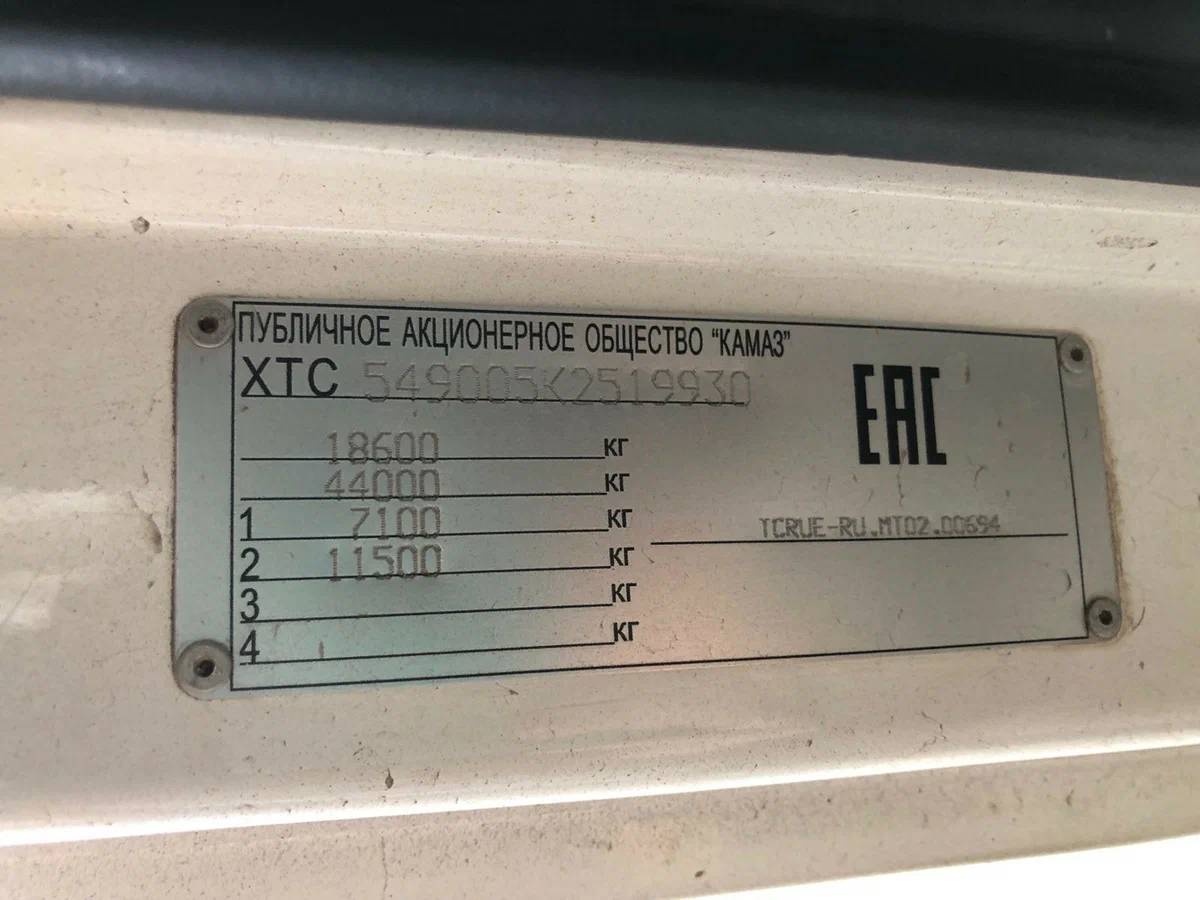 ПУБЛИЧНОЕ АКЦИОНЕРНОЕ ОБЩЕСТВО "КАМАЗ"
XTC 549005K2519930
EAC
18600 кг
44000 кг
1 7100 кг
2 11500 кг
3 кг
4 кг
TCRUE-RU.MT02.00694